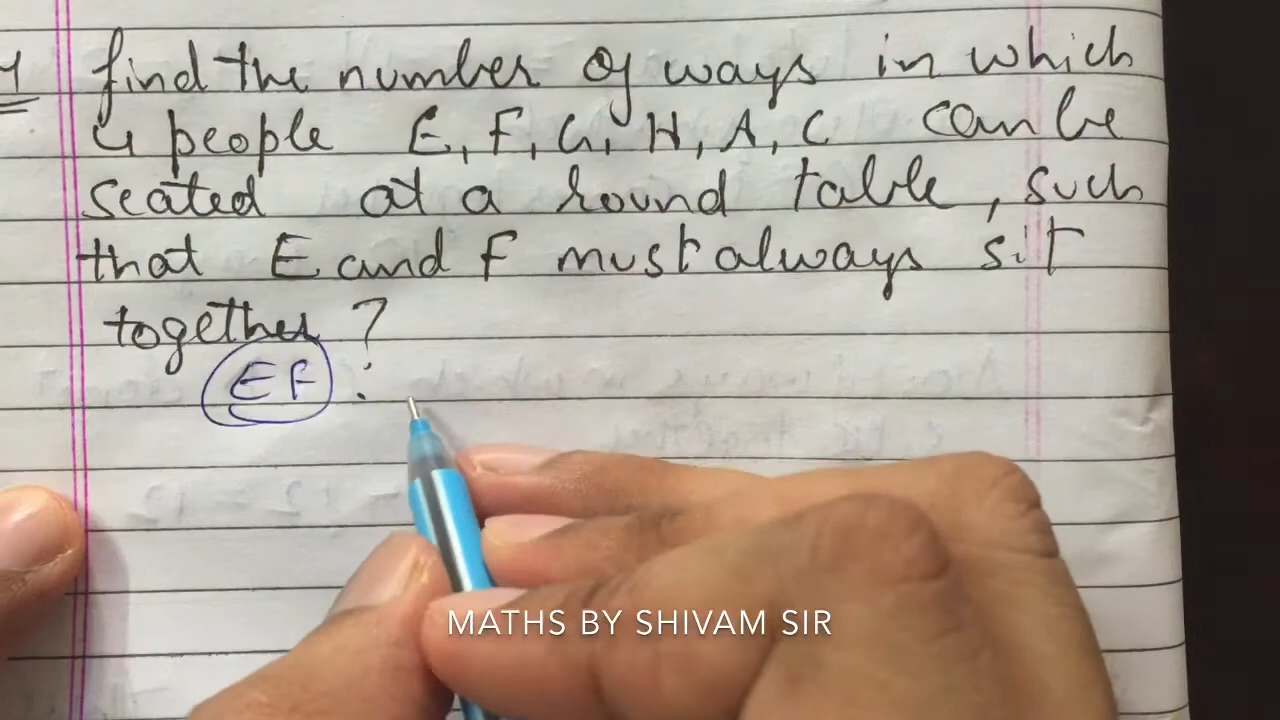 find the number of ways in which
4 people E, F, G, H, A, C can be
seated at a round table, such
that E and F must always sit
together?
EF .
MATHS BY SHIVAM SIR